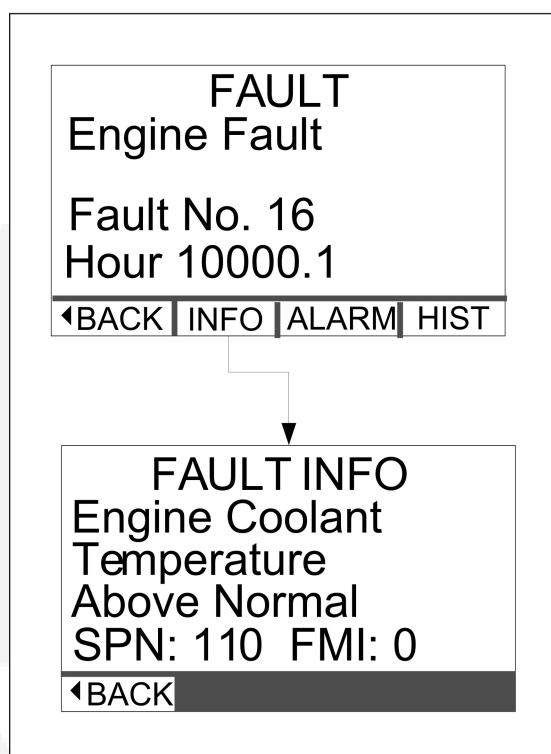 FAULT
Engine Fault
Fault No. 16
Hour 10000.1
◄BACK INFO ALARM HIST
FAULT INFO
Engine Coolant
Temperature
Above Normal
SPN: 110 FMI: 0
◄BACK